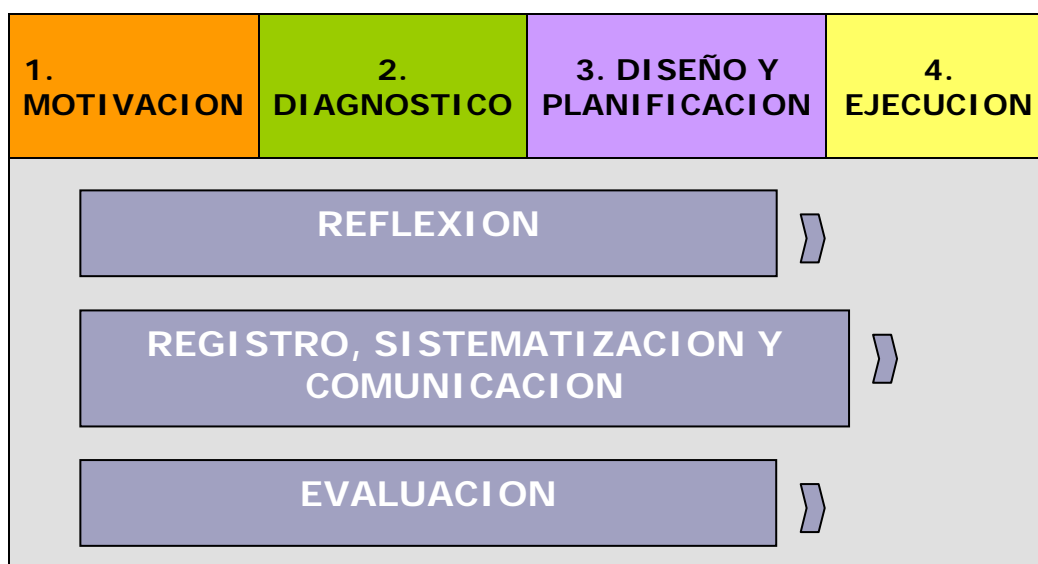 1.
MOTIVACION
2.
DIAGNOSTICO
3. DISEÑO Y
PLANIFICACION
4.
EJECUCION
REFLEXION
REGISTRO, SISTEMATIZACION Y
COMUNICACION
EVALUACION